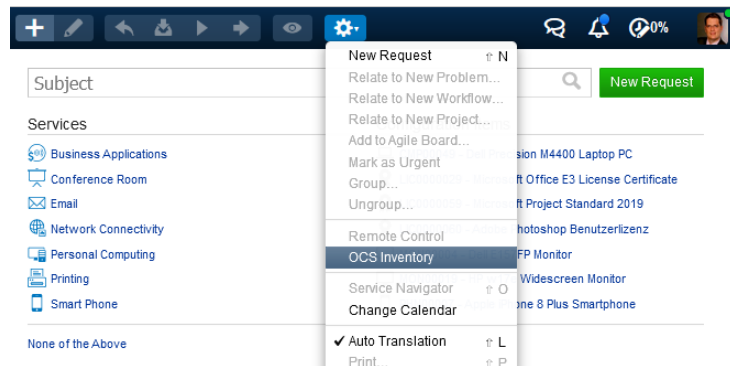 0%
Subject
New Request
Services
Business Applications
Conference Room
Email
Network Connectivity
Personal Computing
Printing
Smart Phone
None of the Above
New Request ⇧ N
Relate to New Problem...
Relate to New Workflow...
Relate to New Project...
Add to Agile Board...
Mark as Urgent
Group...
Ungroup...
Remote Control
OCS Inventory
Service Navigator ⇧ O
Change Calendar
✓ Auto Translation ⇧ L
Print... ⇧ P
sion M4400 Laptop PC
ft Office E3 License Certificate
ft Project Standard 2019
hotoshop Benutzerlizenz
FP Monitor
Widescreen Monitor
one 8 Plus Smartphone